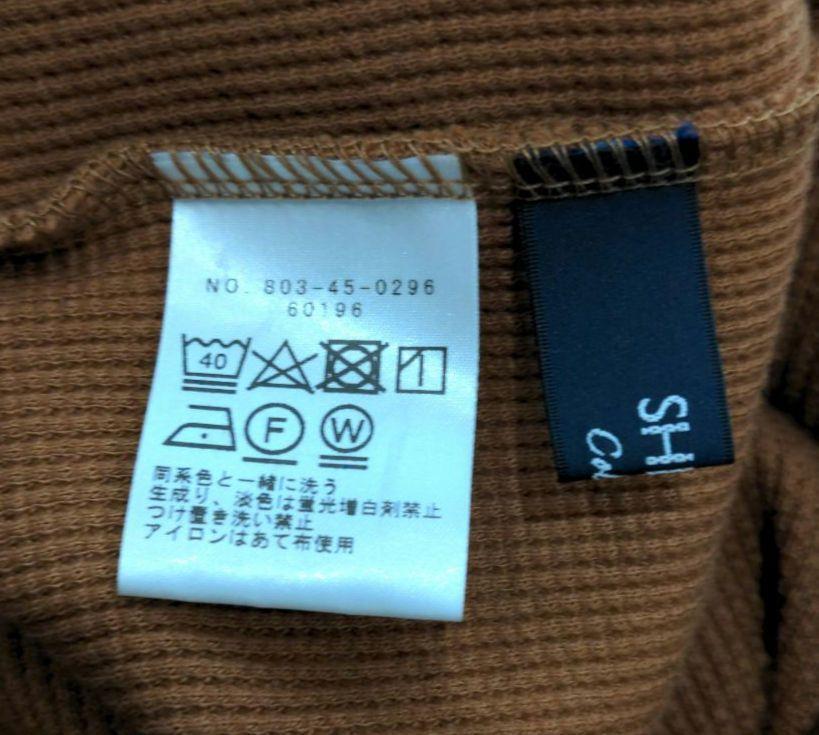 NO. 803-45-0296
60196
40
F W
同系色と一緒に洗う
生成り、淡色は蛍光増白剤禁止
つけ置き洗い禁止
アイロンはあて布使用